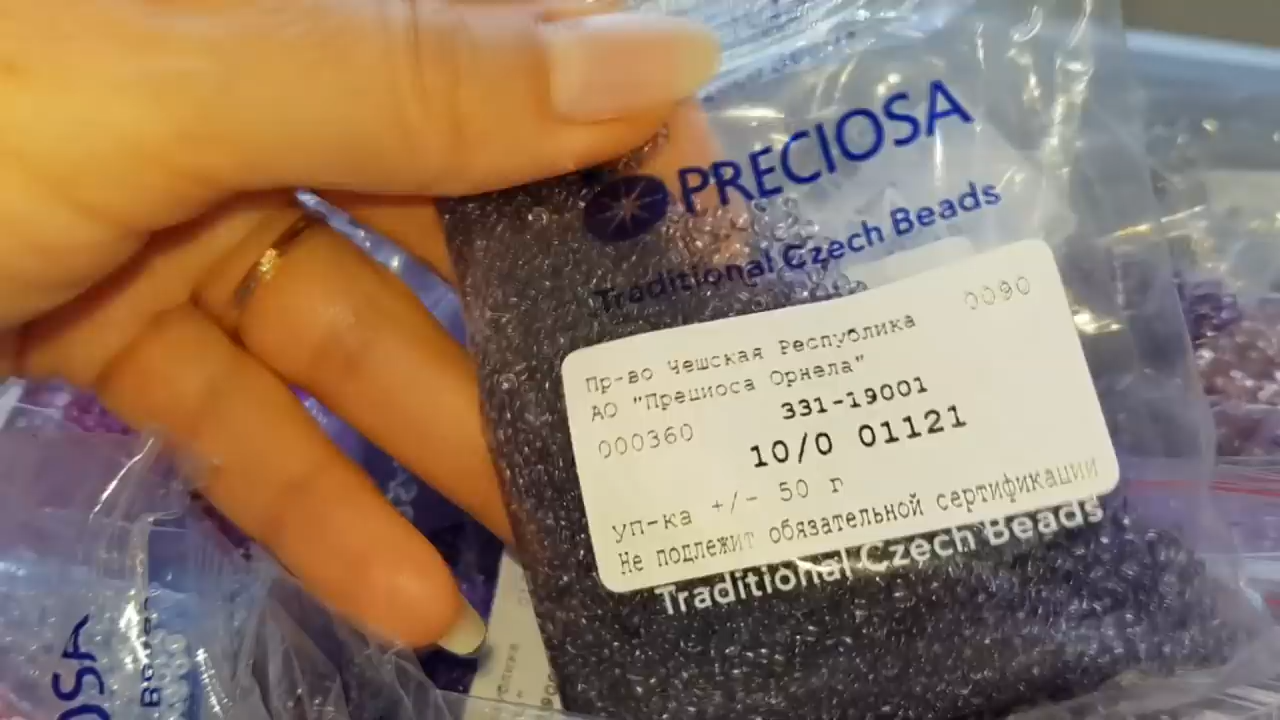 PRECIOSA
Traditional Czech Beads
0090
Пр-во Чешская Республика
АО "Прециоса Орнела"
331-19001
000360
10/0 01121
уп-ка +/- 50 г
Не подлежит обязательной сертификации
Traditional Czech Beads
OSA